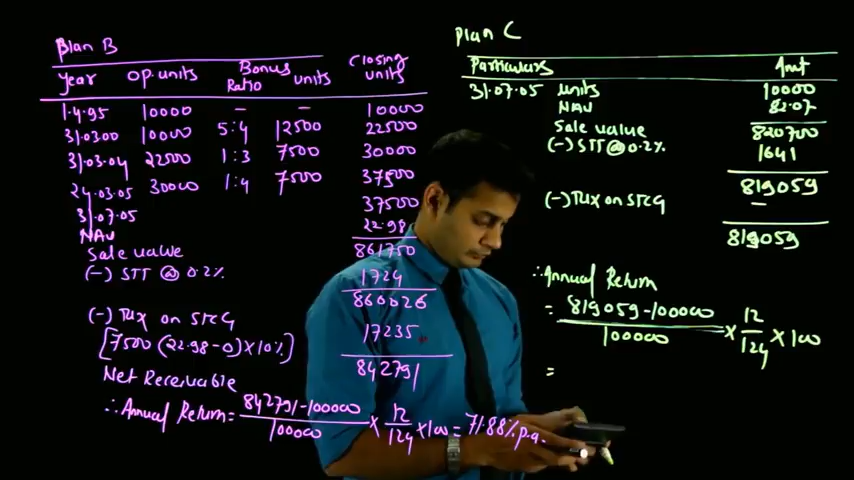 Plan B
Year Op. units Bonus Ratio units Closing units
1.4.95 10000 - - 10000
31.03.00 10000 5:4 12500 22500
31.03.04 22500 1:3 7500 30000
24.03.05 30000 1:4 7500 37500
31.07.05 37500
NAV 22.98
Sale value 861750
(-) STT @ 0.2% 1724
860026
(-) Tax on STCG 17235
[7500 (22.98-0) × 10%]
Net Receivable 842791
∴ Annual Return = 842791-100000 / 100000 × 12/124 × 100 = 71.88% p.a.
Plan C
Particulars Amt
31.07.05 units 10000
NAV 82.07
Sale value 820700
(-) STT @ 0.2% 1641
819059
(-) Tax on STCG -
819059
∴ Annual Return
= 819059-100000 / 100000 × 12/124 × 100
=